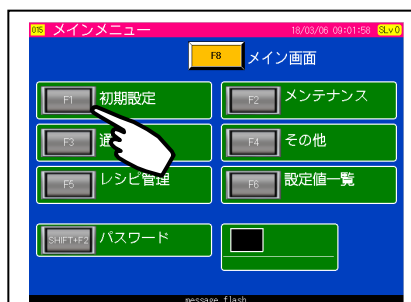 015 メインメニュー 18/03/06 09:01:58 SLv0
F8 メイン画面
F1 初期設定
F2 メンテナンス
F3 通
F4 その他
F5 レシピ管理
F6 設定値一覧
SHIFT+F2 パスワード
message flash